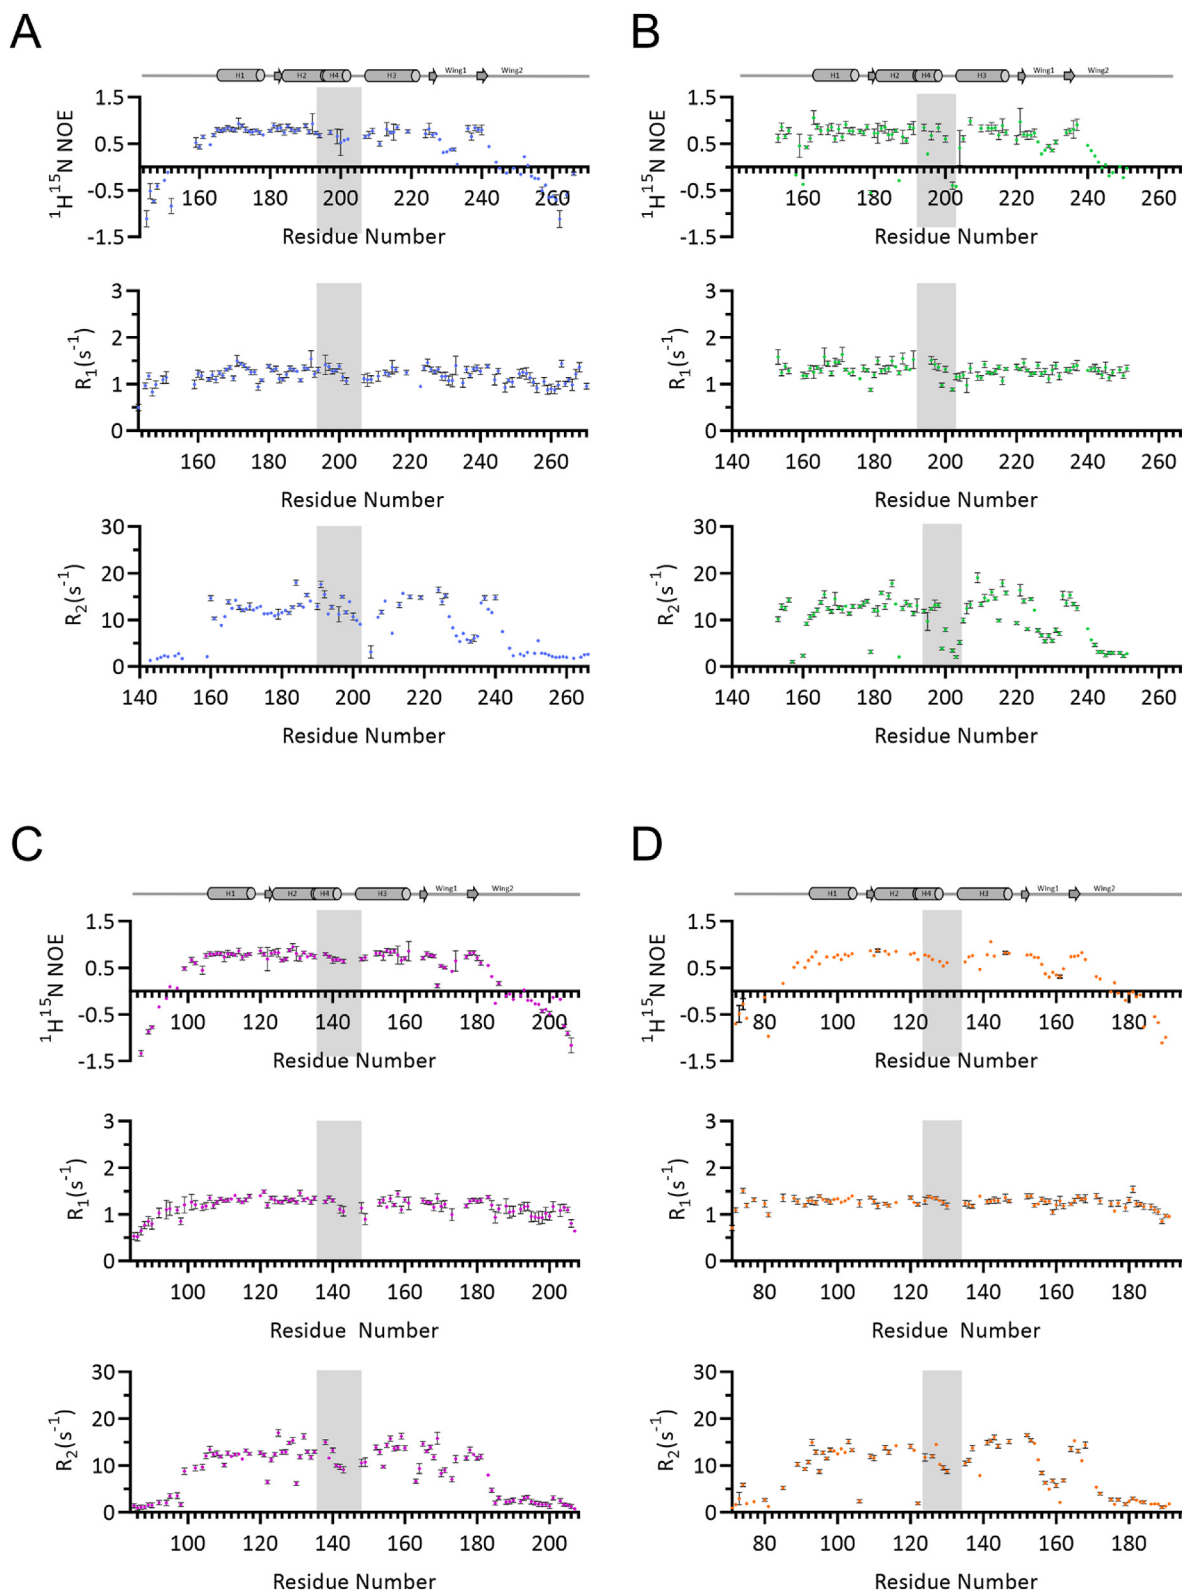 A
H1 H2 H4 H3 Wing1 Wing2
1.5
0.5
-0.5
-1.5
¹H¹⁵N NOE
160 180 200 220 240 260
Residue Number
3
2
1
0
R₁(s⁻¹)
160 180 200 220 240 260
Residue Number
30
20
10
0
R₂(s⁻¹)
140 160 180 200 220 240 260
Residue Number
B
H1 H2 H4 H3 Wing1 Wing2
1.5
0.5
-0.5
-1.5
¹H¹⁵N NOE
160 180 200 220 240 260
Residue Number
3
2
1
0
R₁(s⁻¹)
140 160 180 200 220 240 260
Residue Number
30
20
10
0
R₂(s⁻¹)
140 160 180 200 220 240 260
Residue Number
C
H1 H2 H4 H3 Wing1 Wing2
1.5
0.5
-0.5
-1.5
¹H¹⁵N NOE
100 120 140 160 180 200
Residue Number
3
2
1
0
R₁(s⁻¹)
100 120 140 160 180 200
Residue Number
30
20
10
0
R₂(s⁻¹)
100 120 140 160 180 200
Residue Number
D
H1 H2 H4 H3 Wing1 Wing2
1.5
0.5
-0.5
-1.5
¹H¹⁵N NOE
80 100 120 140 160 180
Residue Number
3
2
1
0
R₁(s⁻¹)
80 100 120 140 160 180
Residue Number
30
20
10
0
R₂(s⁻¹)
80 100 120 140 160 180
Residue Number